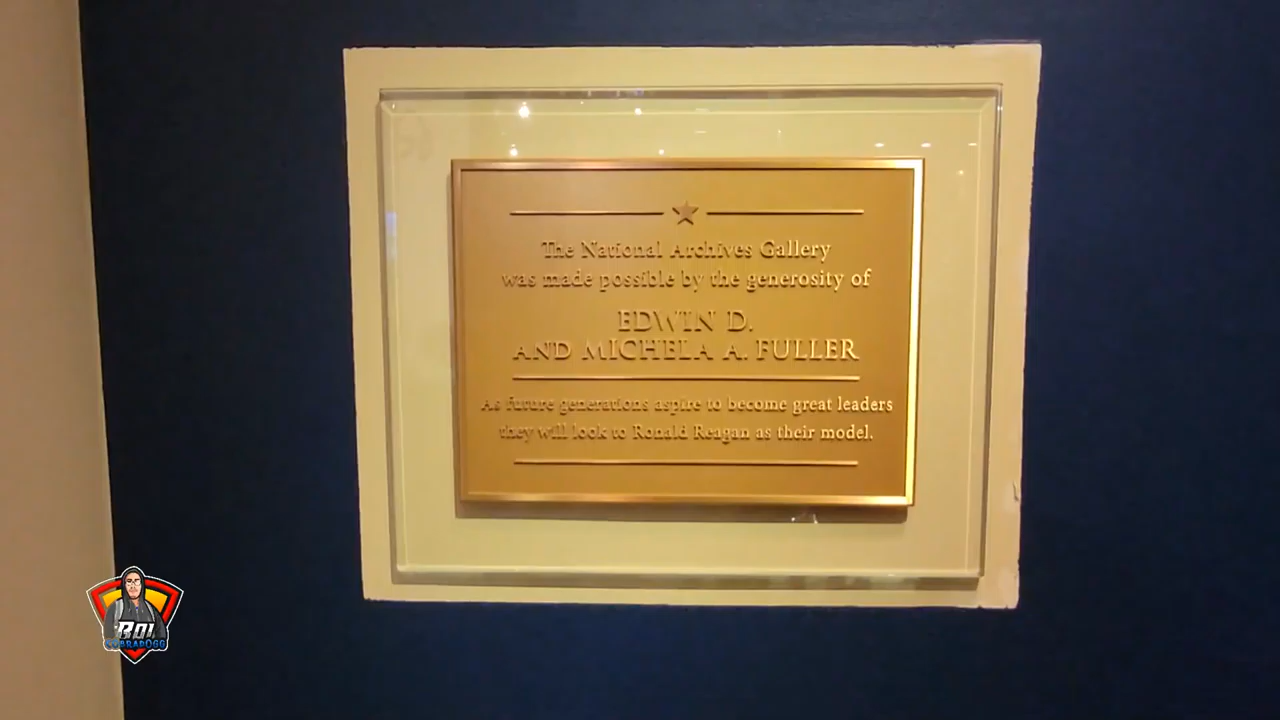 The National Archives Gallery
was made possible by the generosity of
EDWIN D.
AND MICHELA A. FULLER
As future generations aspire to become great leaders
they will look to Ronald Reagan as their model.
BOI